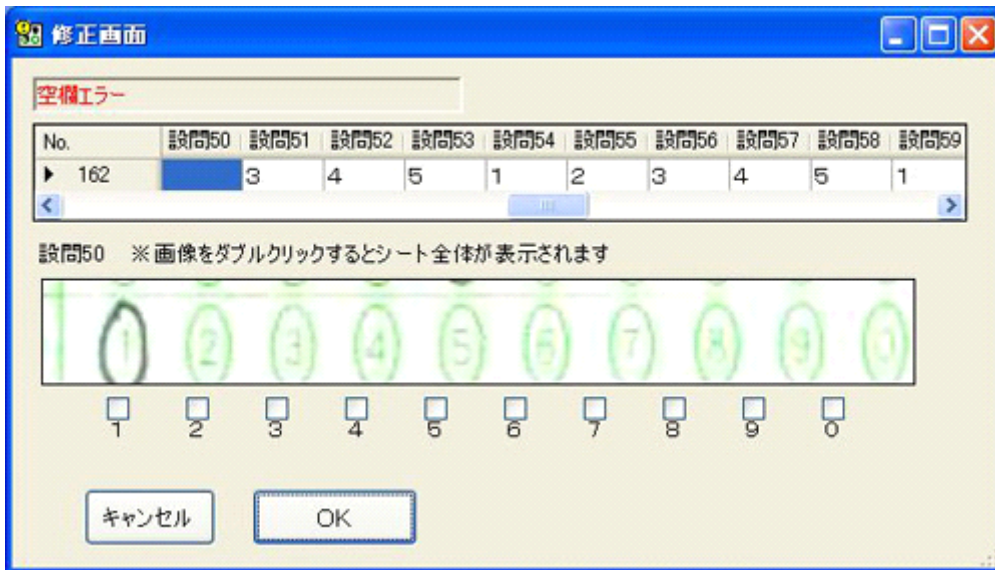 修正画面
空欄エラー
No. 設問50 設問51 設問52 設問53 設問54 設問55 設問56 設問57 設問58 設問59
162 3 4 5 1 2 3 4 5 1
設問50 ※画像をダブルクリックするとシート全体が表示されます
1 2 3 4 5 6 7 8 9 0
1 2 3 4 5 6 7 8 9 0
キャンセル OK